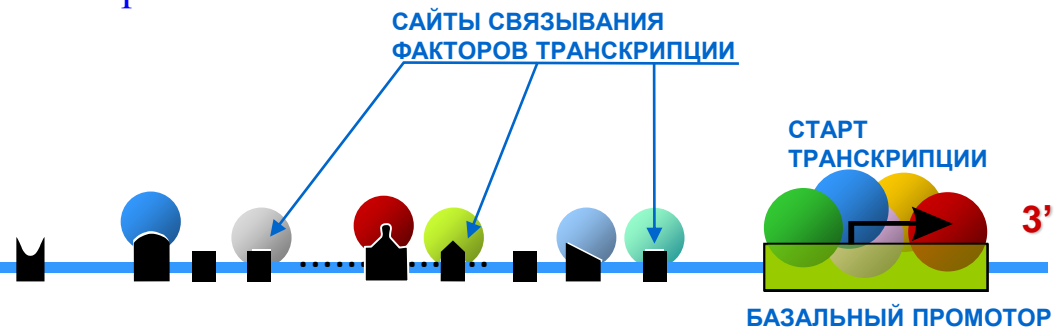 САЙТЫ СВЯЗЫВАНИЯ
ФАКТОРОВ ТРАНСКРИПЦИИ
СТАРТ
ТРАНСКРИПЦИИ
3’
БАЗАЛЬНЫЙ ПРОМОТОР